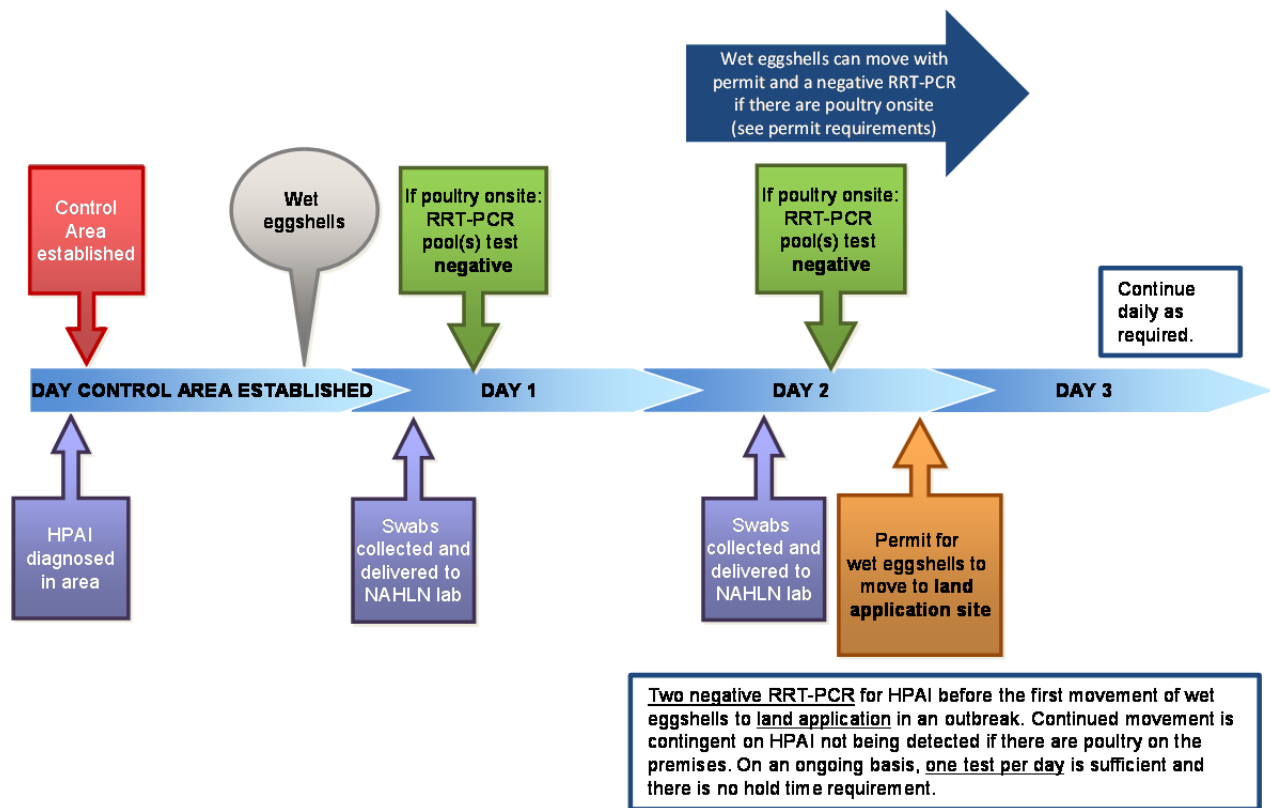 Wet eggshells can move with
permit and a negative RRT-PCR
if there are poultry onsite
(see permit requirements)
Control
Area
established
Wet
eggshells
If poultry onsite:
RRT-PCR
pool(s) test
negative
If poultry onsite:
RRT-PCR
pool(s) test
negative
Continue
daily as
required.
DAY CONTROL AREA ESTABLISHED
DAY 1
DAY 2
DAY 3
HPAI
diagnosed
in area
Swabs
collected and
delivered to
NAHLN lab
Swabs
collected and
delivered to
NAHLN lab
Permit for
wet eggshells to
move to land
application site
Two negative RRT-PCR for HPAI before the first movement of wet
eggshells to land application in an outbreak. Continued movement is
contingent on HPAI not being detected if there are poultry on the
premises. On an ongoing basis, one test per day is sufficient and
there is no hold time requirement.